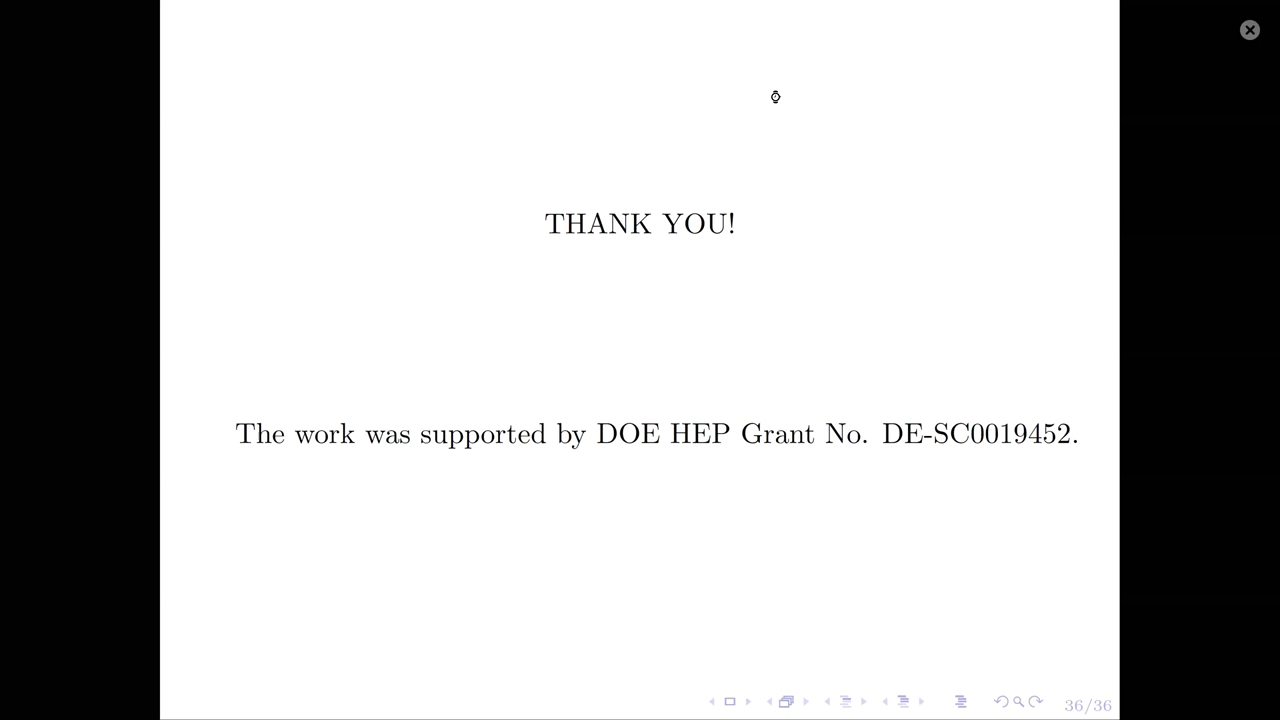 THANK YOU!
The work was supported by DOE HEP Grant No. DE-SC0019452.
36/36